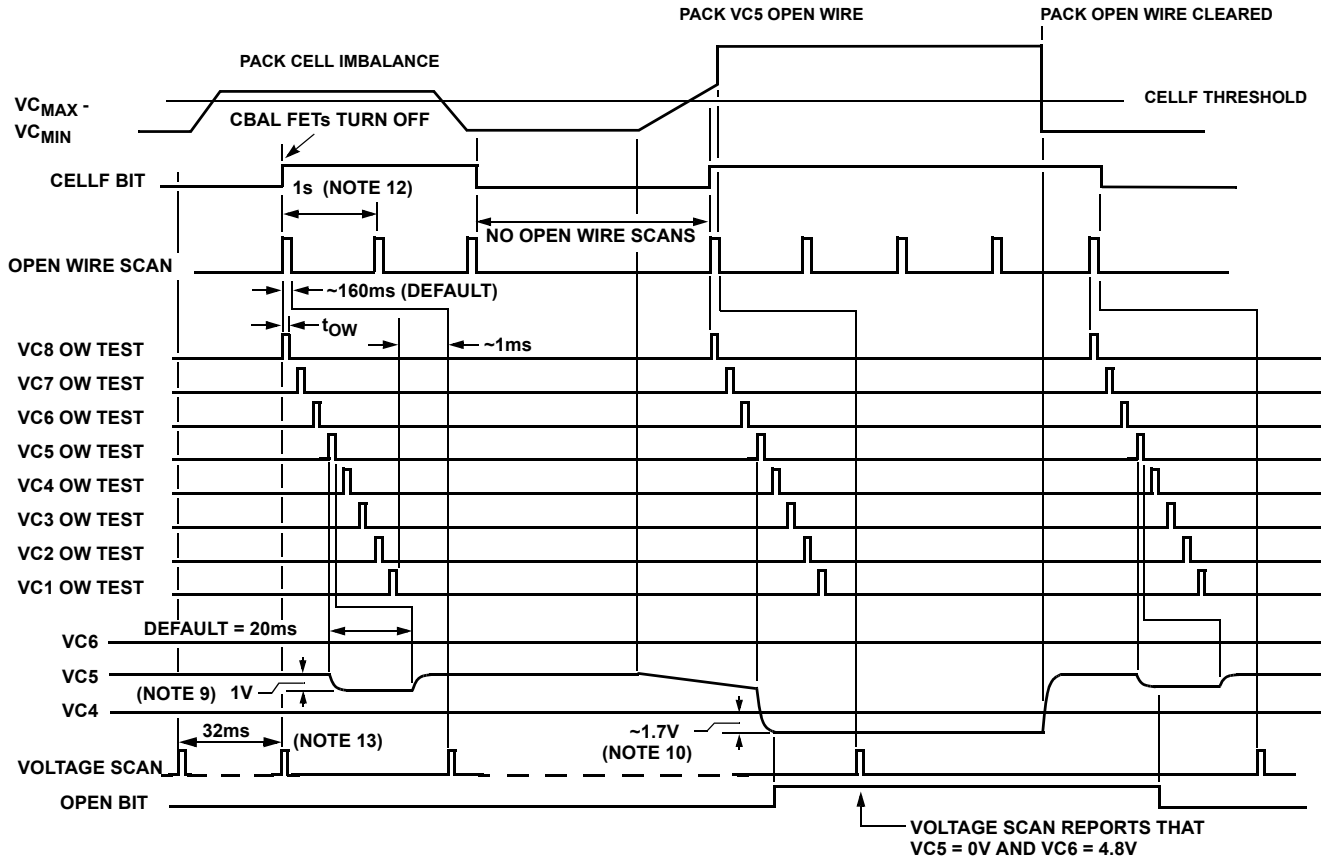 PACK VC5 OPEN WIRE
PACK OPEN WIRE CLEARED
PACK CELL IMBALANCE
VCMAX -
VCMIN
CELLF THRESHOLD
CBAL FETs TURN OFF
CELLF BIT
1s (NOTE 12)
NO OPEN WIRE SCANS
OPEN WIRE SCAN
~160ms (DEFAULT)
tOW
~1ms
VC8 OW TEST
VC7 OW TEST
VC6 OW TEST
VC5 OW TEST
VC4 OW TEST
VC3 OW TEST
VC2 OW TEST
VC1 OW TEST
DEFAULT = 20ms
VC6
VC5
(NOTE 9) 1V
VC4
~1.7V
(NOTE 10)
32ms
(NOTE 13)
VOLTAGE SCAN
OPEN BIT
VOLTAGE SCAN REPORTS THAT
VC5 = 0V AND VC6 = 4.8V